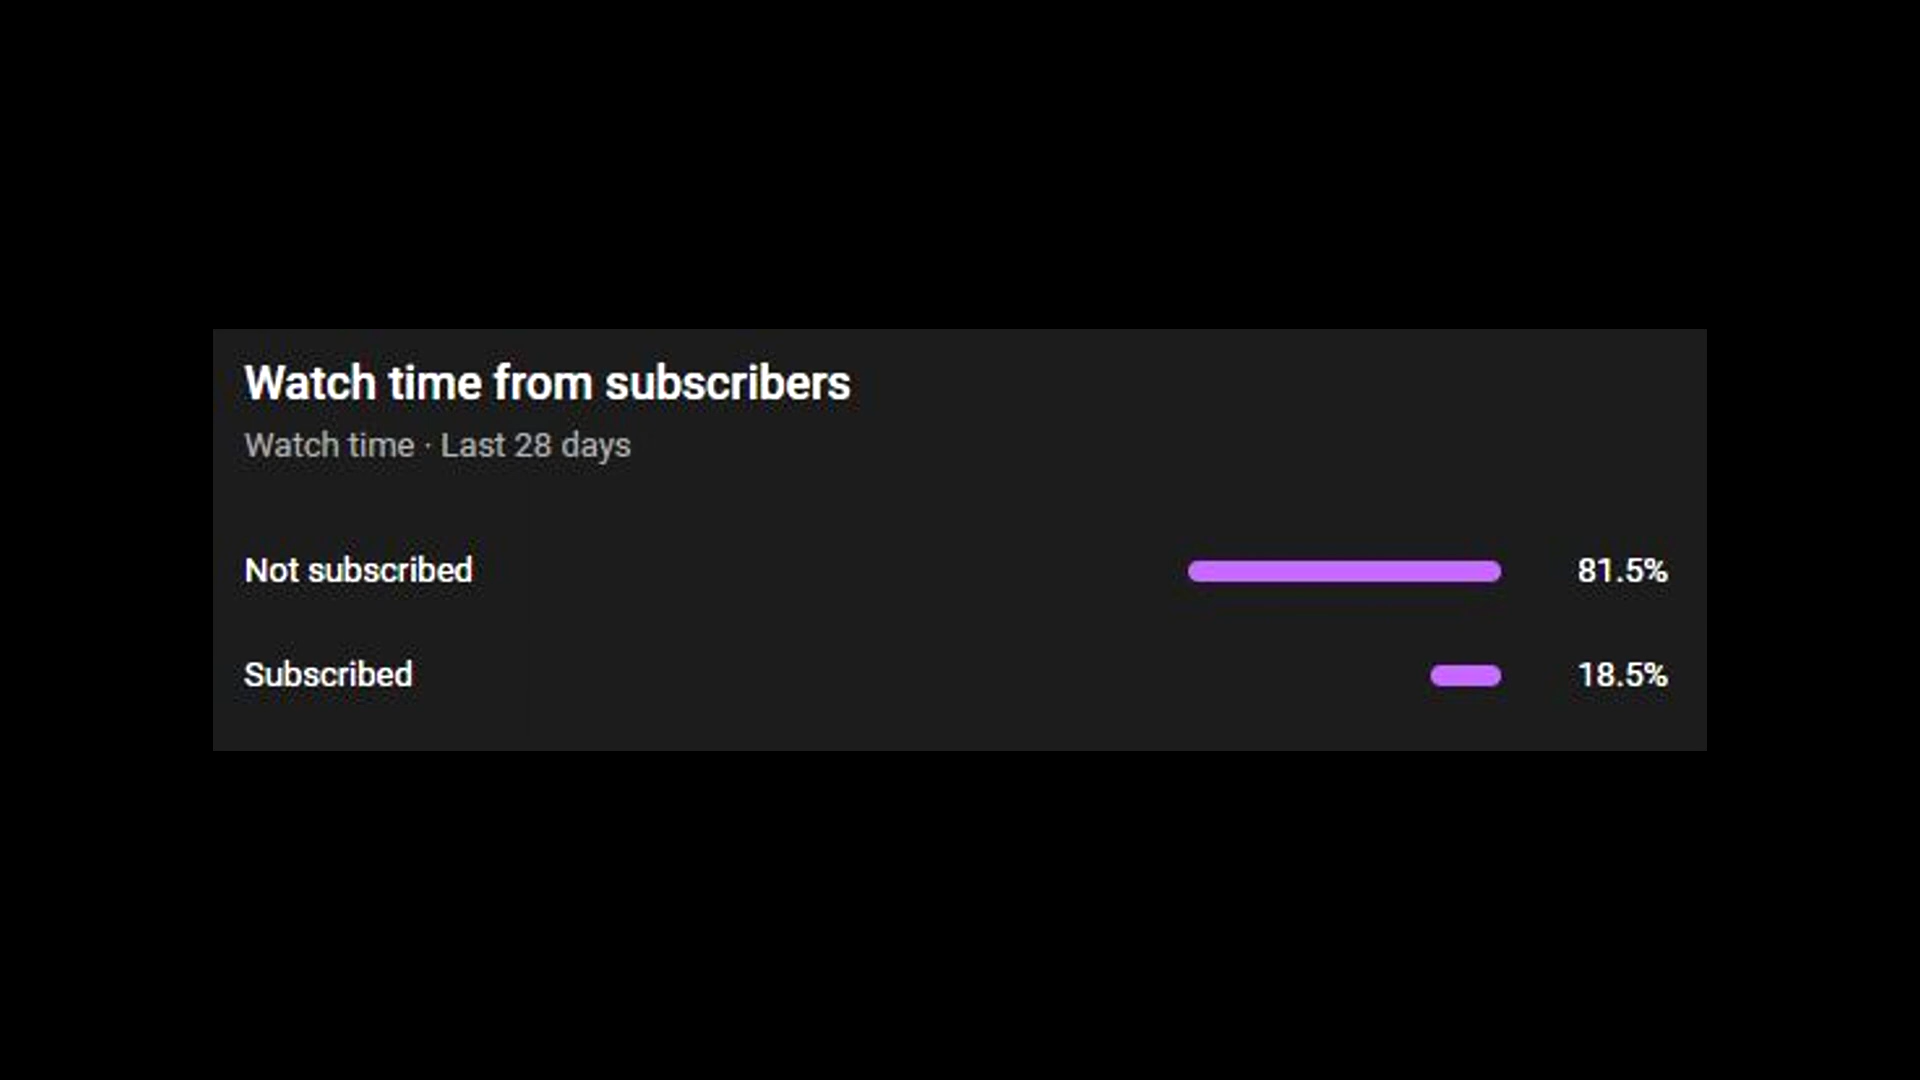 Watch time from subscribers
Watch time · Last 28 days
Not subscribed 81.5%
Subscribed 18.5%